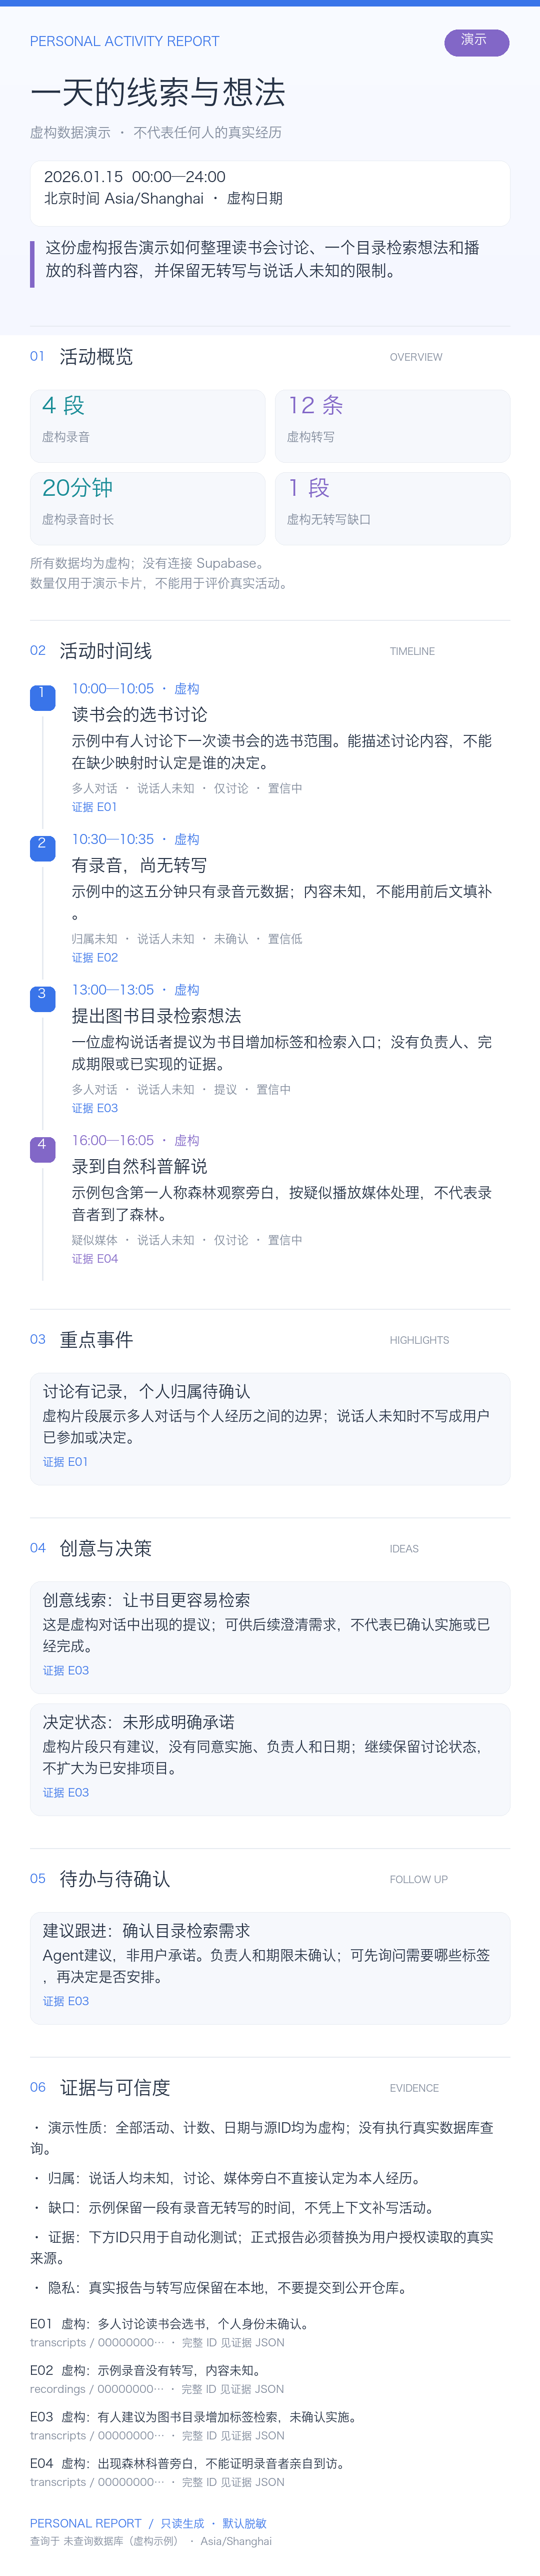 PERSONAL ACTIVITY REPORT
演示
一天的线索与想法
虚构数据演示 · 不代表任何人的真实经历
2026.01.15 00:00—24:00
北京时间 Asia/Shanghai · 虚构日期
这份虚构报告演示如何整理读书会讨论、一个目录检索想法和播
放的科普内容，并保留无转写与说话人未知的限制。
01 活动概览 OVERVIEW
4 段
虚构录音
12 条
虚构转写
20分钟
虚构录音时长
1 段
虚构无转写缺口
所有数据均为虚构；没有连接 Supabase。
数量仅用于演示卡片，不能用于评价真实活动。
02 活动时间线 TIMELINE
1
10:00—10:05 · 虚构
读书会的选书讨论
示例中有人讨论下一次读书会的选书范围。能描述讨论内容，不能
在缺少映射时认定是谁的决定。
多人对话 · 说话人未知 · 仅讨论 · 置信中
证据 E01
2
10:30—10:35 · 虚构
有录音，尚无转写
示例中的这五分钟只有录音元数据；内容未知，不能用前后文填补
。
归属未知 · 说话人未知 · 未确认 · 置信低
证据 E02
3
13:00—13:05 · 虚构
提出图书目录检索想法
一位虚构说话者提议为书目增加标签和检索入口；没有负责人、完
成期限或已实现的证据。
多人对话 · 说话人未知 · 提议 · 置信中
证据 E03
4
16:00—16:05 · 虚构
录到自然科普解说
示例包含第一人称森林观察旁白，按疑似播放媒体处理，不代表录
音者到了森林。
疑似媒体 · 说话人未知 · 仅讨论 · 置信中
证据 E04
03 重点事件 HIGHLIGHTS
讨论有记录，个人归属待确认
虚构片段展示多人对话与个人经历之间的边界；说话人未知时不写成用户
已参加或决定。
证据 E01
04 创意与决策 IDEAS
创意线索：让书目更容易检索
这是虚构对话中出现的提议；可供后续澄清需求，不代表已确认实施或已
经完成。
证据 E03
决定状态：未形成明确承诺
虚构片段只有建议，没有同意实施、负责人和日期；继续保留讨论状态，
不扩大为已安排项目。
证据 E03
05 待办与待确认 FOLLOW UP
建议跟进：确认目录检索需求
Agent建议，非用户承诺。负责人和期限未确认；可先询问需要哪些标签
，再决定是否安排。
证据 E03
06 证据与可信度 EVIDENCE
· 演示性质：全部活动、计数、日期与源ID均为虚构；没有执行真实数据库查
询。
· 归属：说话人均未知，讨论、媒体旁白不直接认定为本人经历。
· 缺口：示例保留一段有录音无转写的时间，不凭上下文补写活动。
· 证据：下方ID只用于自动化测试；正式报告必须替换为用户授权读取的真实
来源。
· 隐私：真实报告与转写应保留在本地，不要提交到公开仓库。
E01 虚构：多人讨论读书会选书，个人身份未确认。
transcripts / 00000000… · 完整 ID 见证据 JSON
E02 虚构：示例录音没有转写，内容未知。
recordings / 00000000… · 完整 ID 见证据 JSON
E03 虚构：有人建议为图书目录增加标签检索，未确认实施。
transcripts / 00000000… · 完整 ID 见证据 JSON
E04 虚构：出现森林科普旁白，不能证明录音者亲自到访。
transcripts / 00000000… · 完整 ID 见证据 JSON
PERSONAL REPORT / 只读生成 · 默认脱敏
查询于 未查询数据库（虚构示例） · Asia/Shanghai